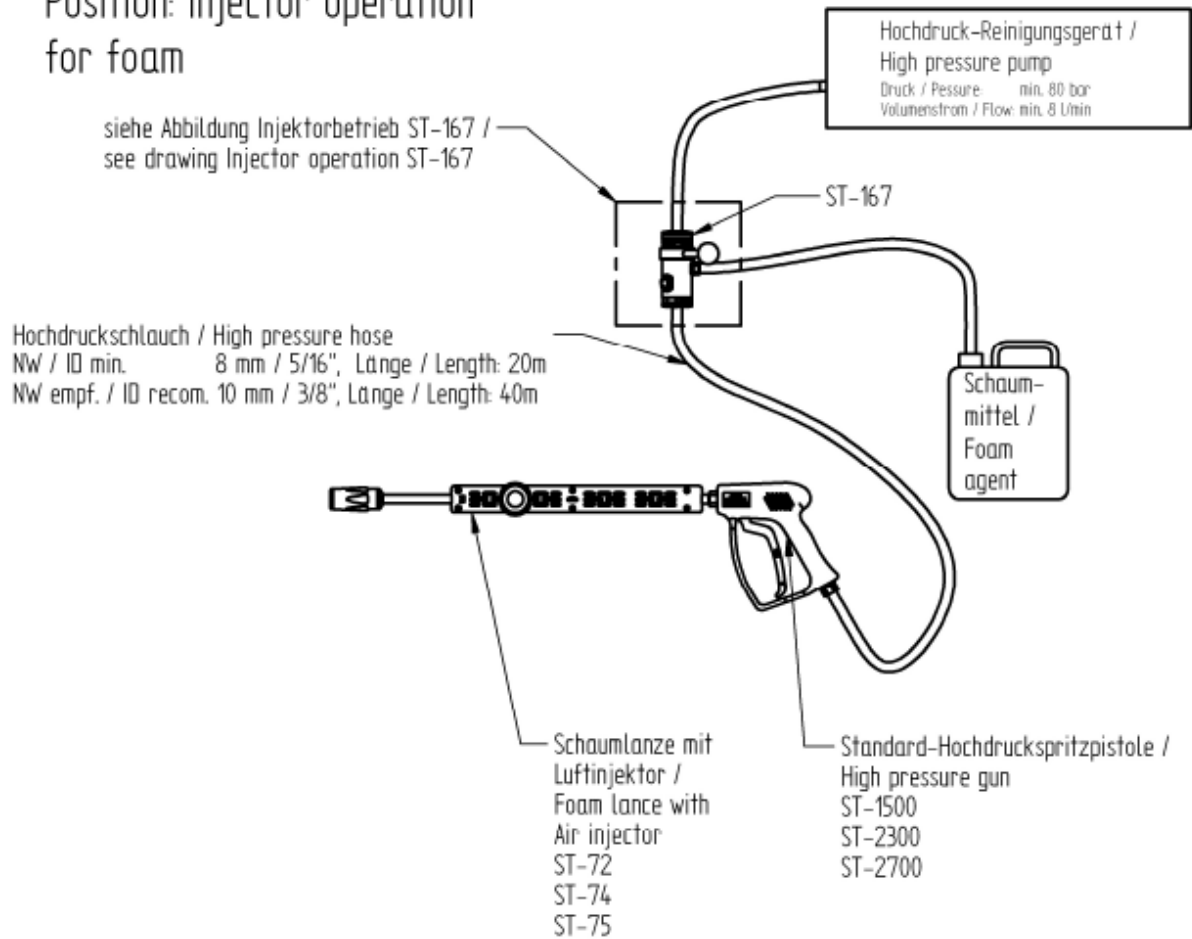 Position: Injector operation
for foam
Hochdruck-Reinigungsgerät /
High pressure pump
Druck / Pessure: min. 80 bar
Volumenstrom / Flow: min. 8 l/min
siehe Abbildung Injektorbetrieb ST-167 /
see drawing Injector operation ST-167
ST-167
Hochdruckschlauch / High pressure hose
NW / ID min. 8 mm / 5/16", Länge / Length: 20m
NW empf. / ID recom. 10 mm / 3/8", Länge / Length: 40m
Schaum-
mittel /
Foam
agent
Schaumlanze mit
Luftinjektor /
Foam lance with
Air injector
ST-72
ST-74
ST-75
Standard-Hochdruckspritzpistole /
High pressure gun
ST-1500
ST-2300
ST-2700